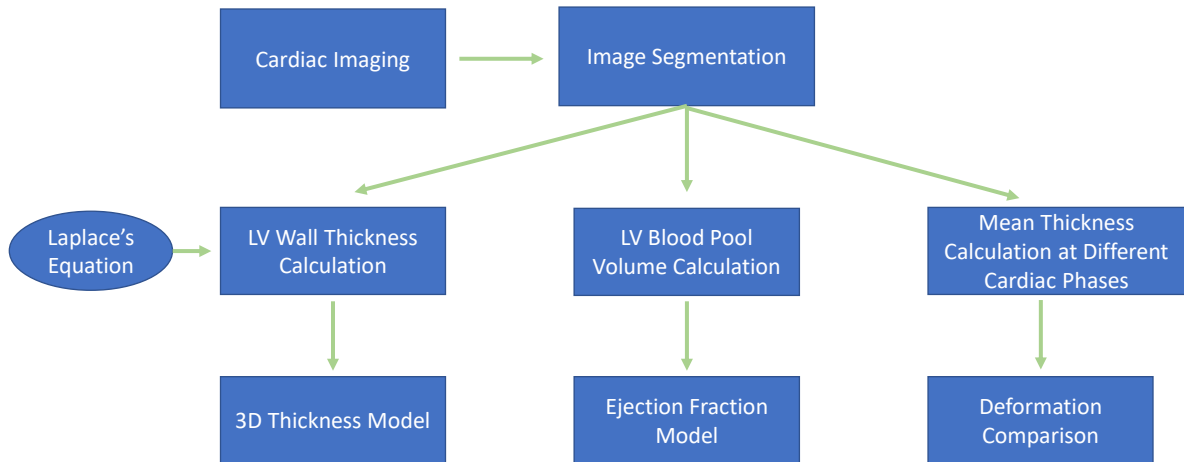 Cardiac Imaging
Image Segmentation
Laplace’s
Equation
LV Wall Thickness
Calculation
LV Blood Pool
Volume Calculation
Mean Thickness
Calculation at Different
Cardiac Phases
3D Thickness Model
Ejection Fraction
Model
Deformation
Comparison